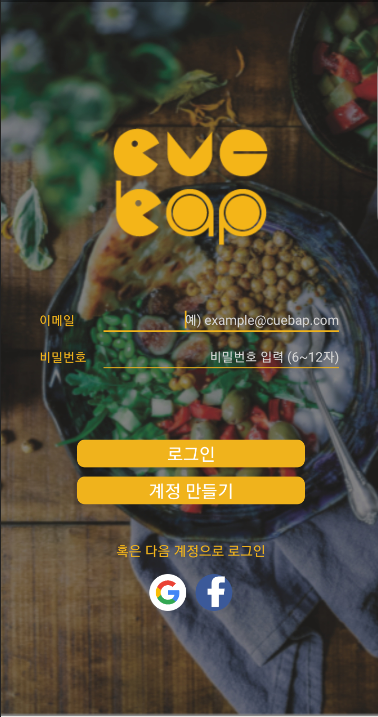 cue
bap
이메일 예) example@cuebap.com
비밀번호 비밀번호 입력 (6~12자)
로그인
계정 만들기
혹은 다음 계정으로 로그인
G f